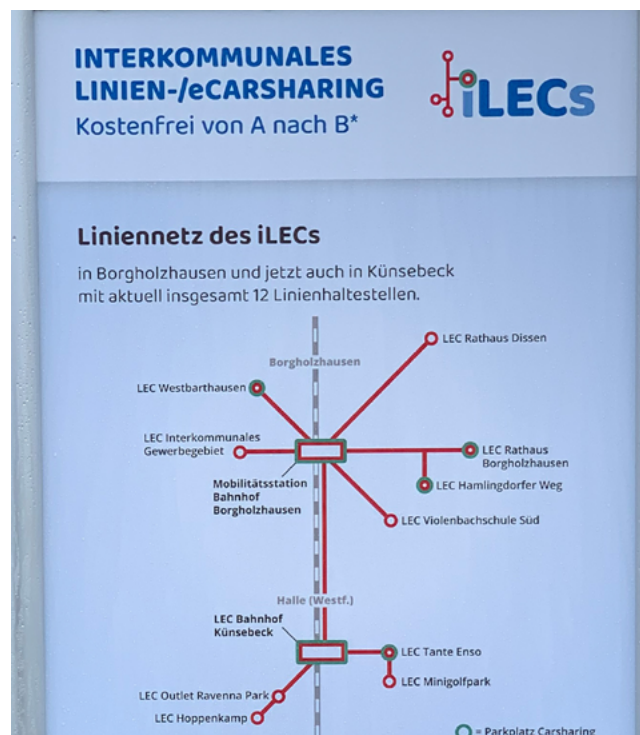 INTERKOMMUNALES
LINIEN-/eCARSHARING
Kostenfrei von A nach B*
iLECs
Liniennetz des iLECs
in Borgholzhausen und jetzt auch in Künsebeck
mit aktuell insgesamt 12 Linienhaltestellen.
LEC Rathaus Dissen
Borgholzhausen
LEC Westbarthausen
LEC Interkommunales
Gewerbegebiet
LEC Rathaus
Borgholzhausen
Mobilitätsstation
Bahnhof
Borgholzhausen
LEC Hamlingdorfer Weg
LEC Violenbachschule Süd
Halle (Westf.)
LEC Bahnhof
Künsebeck
LEC Tante Enso
LEC Minigolfpark
LEC Outlet Ravenna Park
LEC Hoppenkamp
= Parkplatz Carsharing